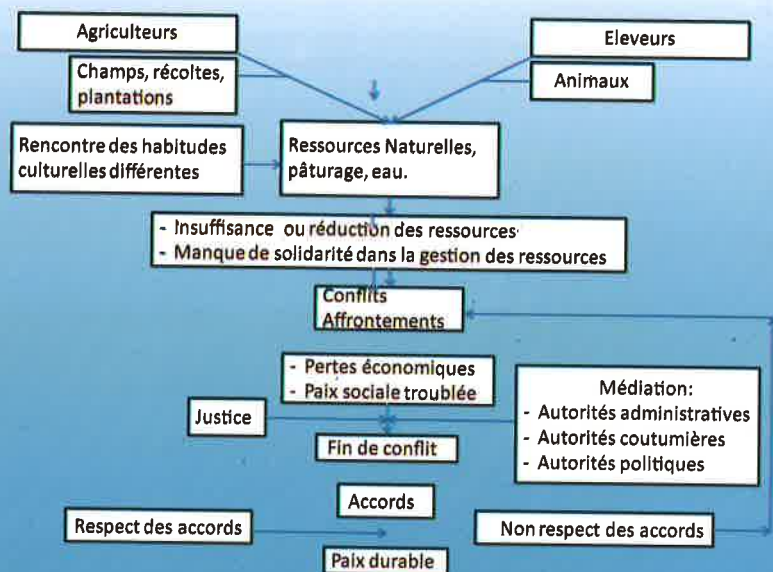 Agriculteurs
Eleveurs
Champs, récoltes,
plantations
Animaux
Rencontre des habitudes
culturelles différentes
Ressources Naturelles,
pâturage, eau.
- Insuffisance ou réduction des ressources
- Manque de solidarité dans la gestion des ressources
Conflits
Affrontements
- Pertes économiques
- Paix sociale troublée
Justice
Médiation:
- Autorités administratives
- Autorités coutumières
- Autorités politiques
Fin de conflit
Accords
Respect des accords
Non respect des accords
Paix durable